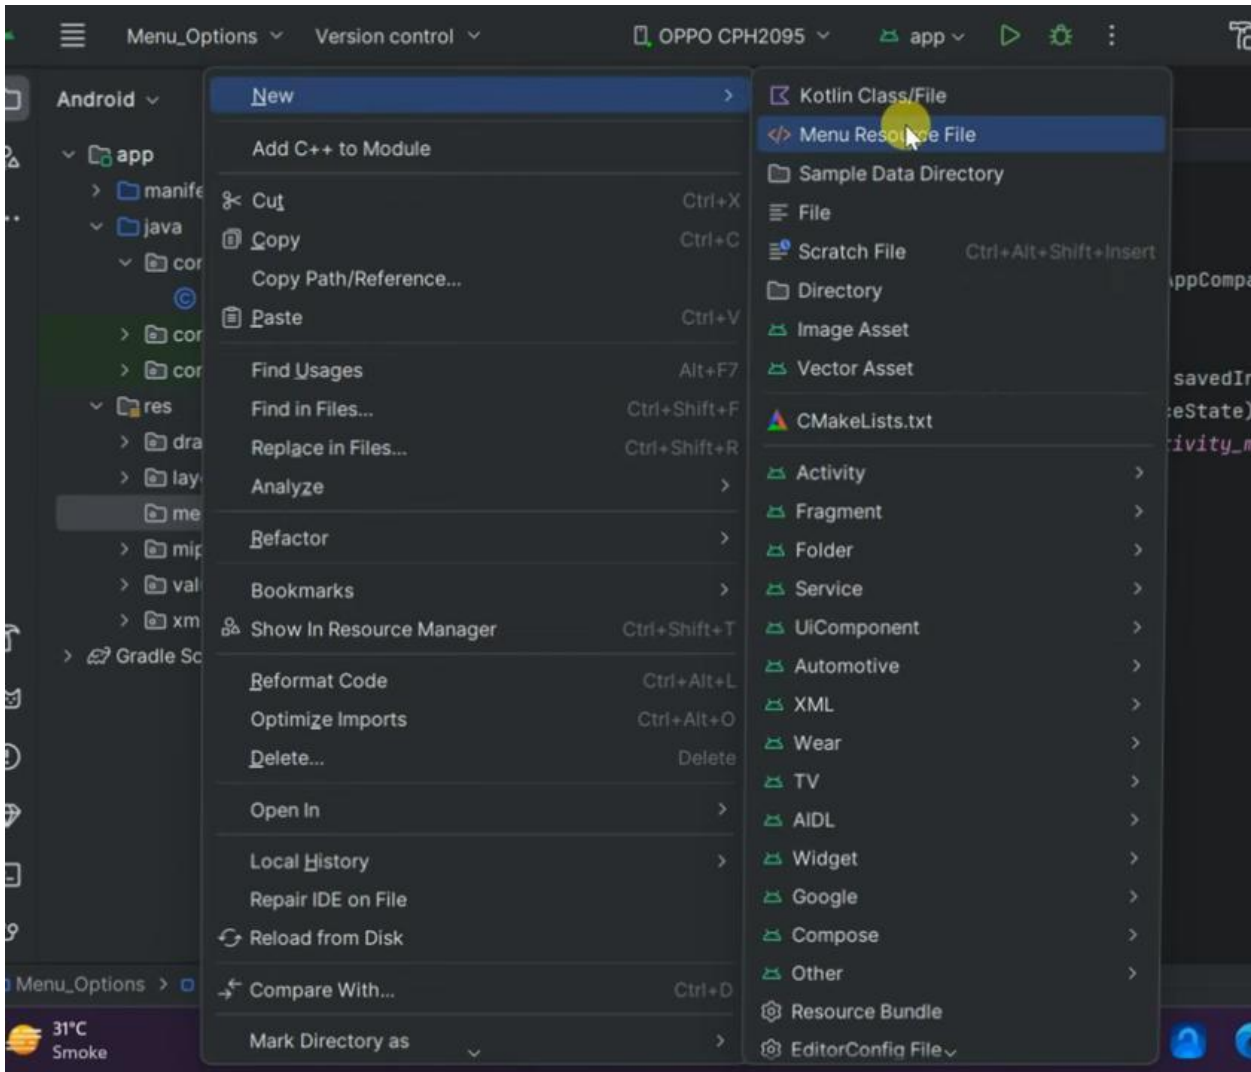 Menu_Options
Version control
OPPO CPH2095
app
Android
app
manife
java
cor
cor
cor
res
dra
lay
me
mip
val
xm
Gradle Sc
New
Add C++ to Module
Cut Ctrl+X
Copy Ctrl+C
Copy Path/Reference...
Paste Ctrl+V
Find Usages Alt+F7
Find in Files... Ctrl+Shift+F
Replace in Files... Ctrl+Shift+R
Analyze
Refactor
Bookmarks
Show In Resource Manager Ctrl+Shift+T
Reformat Code Ctrl+Alt+L
Optimize Imports Ctrl+Alt+O
Delete... Delete
Open In
Local History
Repair IDE on File
Reload from Disk
Compare With... Ctrl+D
Mark Directory as
Kotlin Class/File
Menu Resource File
Sample Data Directory
File
Scratch File Ctrl+Alt+Shift+Insert
Directory
Image Asset
Vector Asset
CMakeLists.txt
Activity
Fragment
Folder
Service
UiComponent
Automotive
XML
Wear
TV
AIDL
Widget
Google
Compose
Other
Resource Bundle
EditorConfig File
AppCompa
savedIn
eState)
ivity_m
Menu_Options
31°C
Smoke